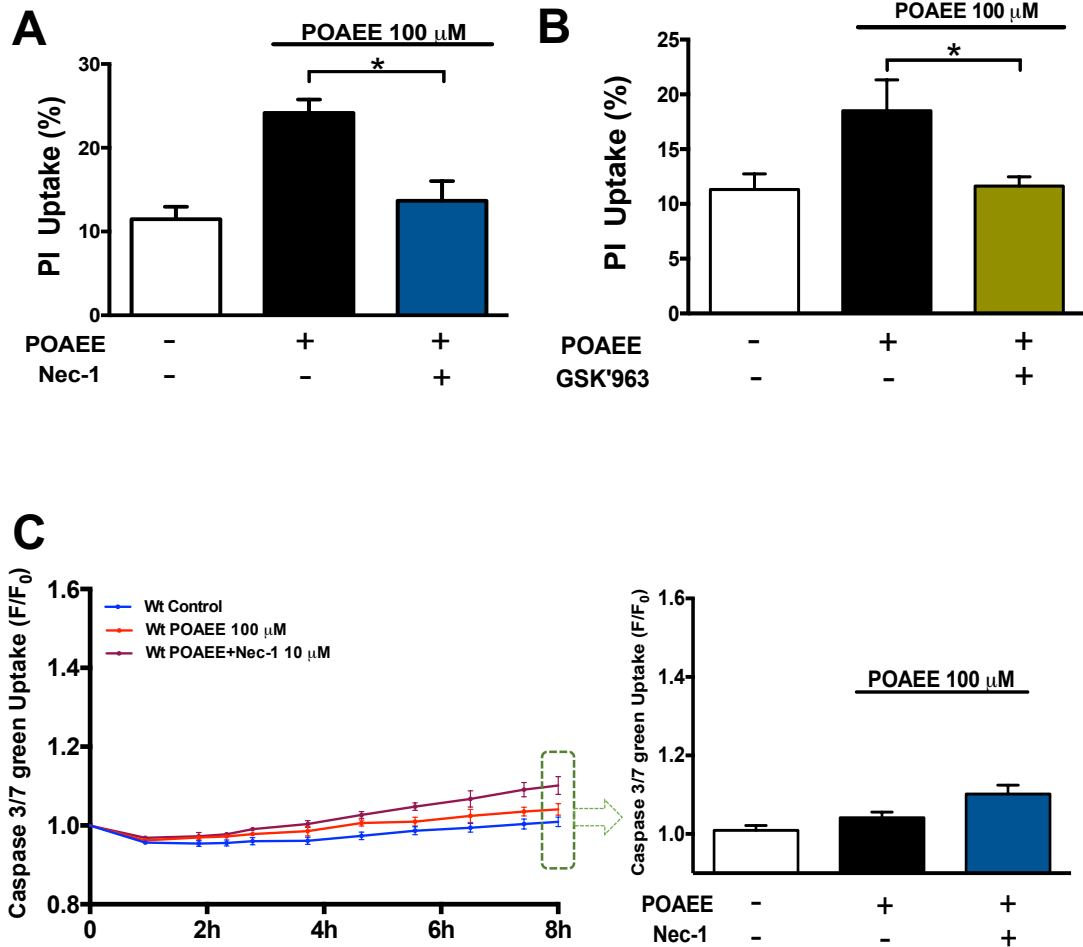 A
POAEE 100 μM
*
PI Uptake (%)
30
20
10
0
POAEE - + +
Nec-1 - - +
B
POAEE 100 μM
*
PI Uptake (%)
25
20
15
10
5
0
POAEE - + +
GSK'963 - - +
C
Caspase 3/7 green Uptake (F/F₀)
1.6
1.4
1.2
1.0
0.8
Wt Control
Wt POAEE 100 μM
Wt POAEE+Nec-1 10 μM
0 2h 4h 6h 8h
Caspase 3/7 green Uptake (F/F₀)
1.6
1.4
1.2
1.0
POAEE 100 μM
POAEE - + +
Nec-1 - - +